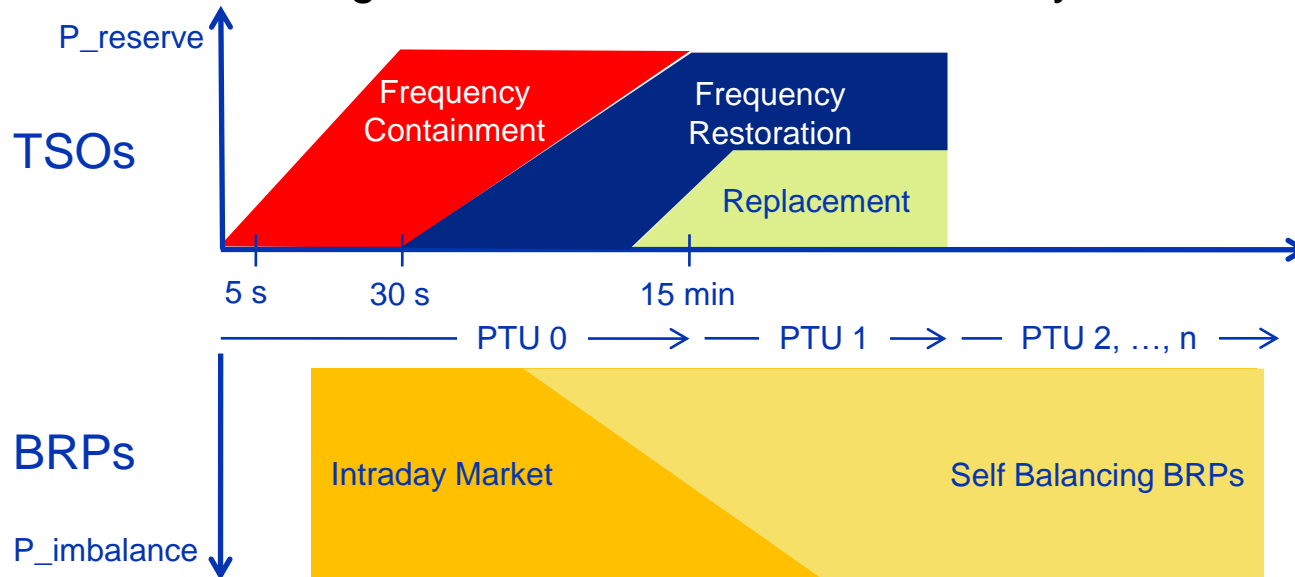 P_reserve
TSOs
Frequency
Containment
Frequency
Restoration
Replacement
5 s
30 s
15 min
PTU 0
PTU 1
PTU 2, …, n
BRPs
Intraday Market
Self Balancing BRPs
P_imbalance